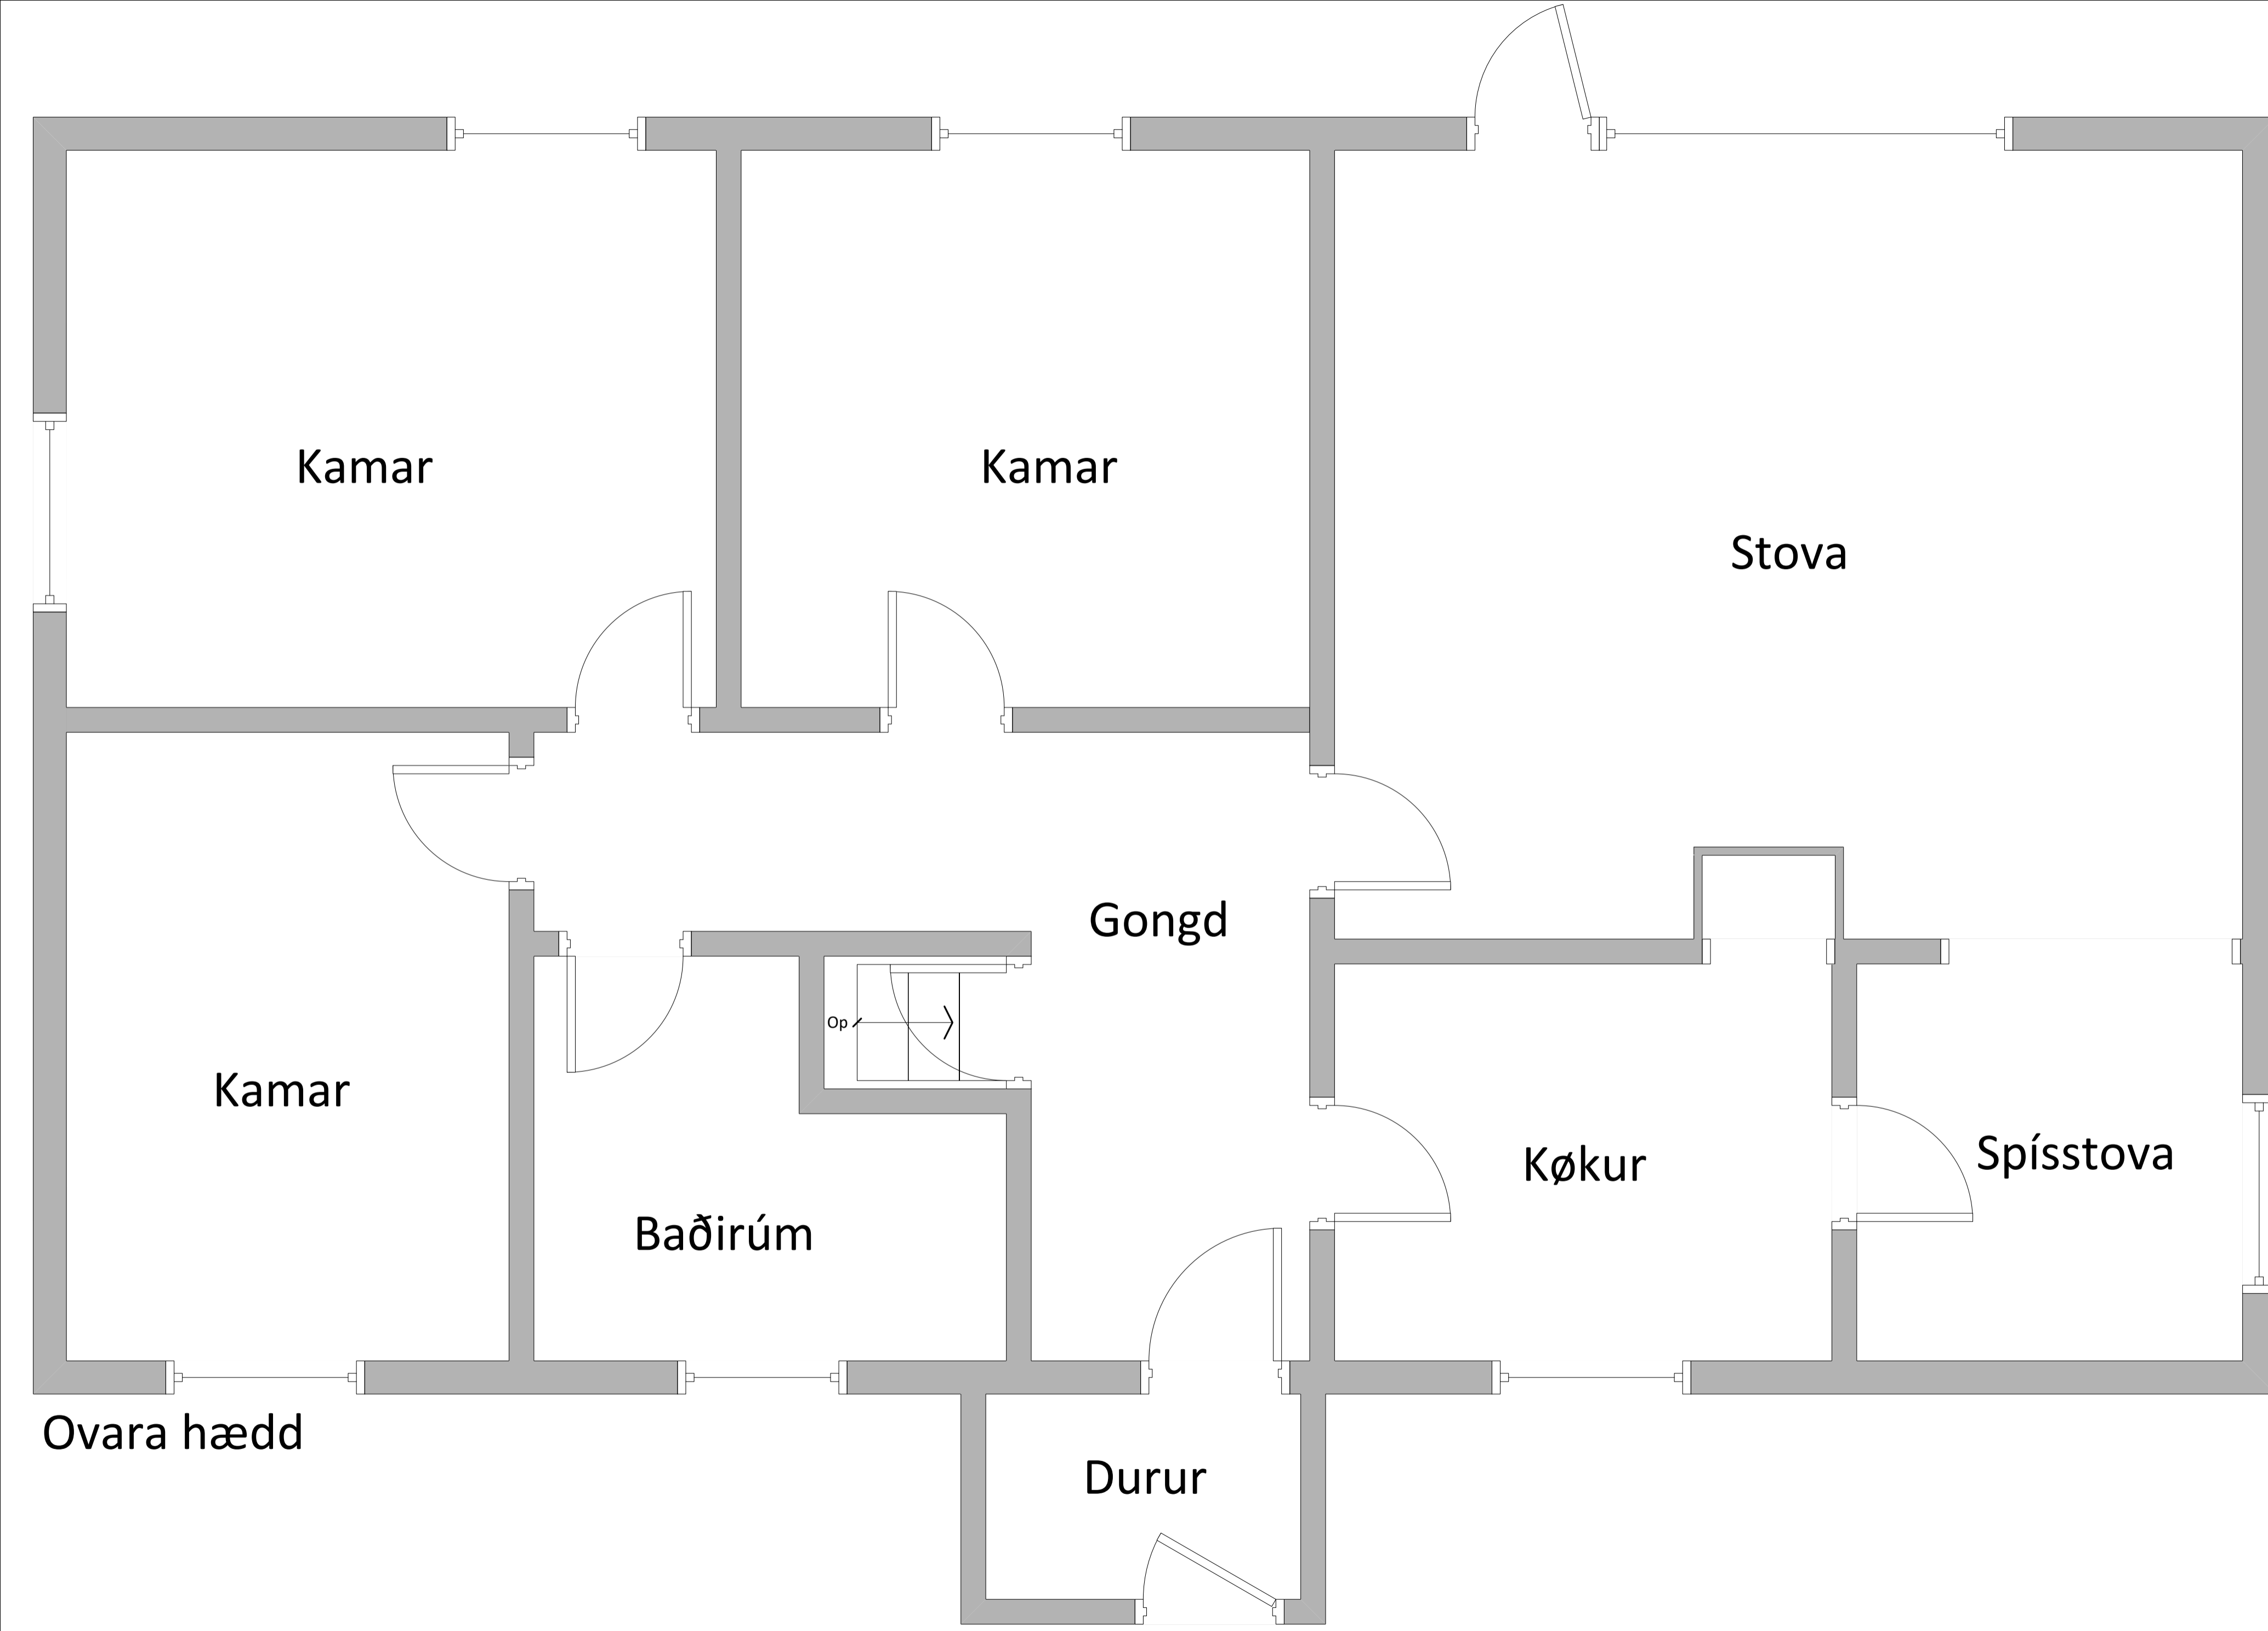 Kamar
Kamar
Stova
Gongd
Op
Kamar
Køkur
Spísstova
Baðirúm
Ovara hædd
Durur